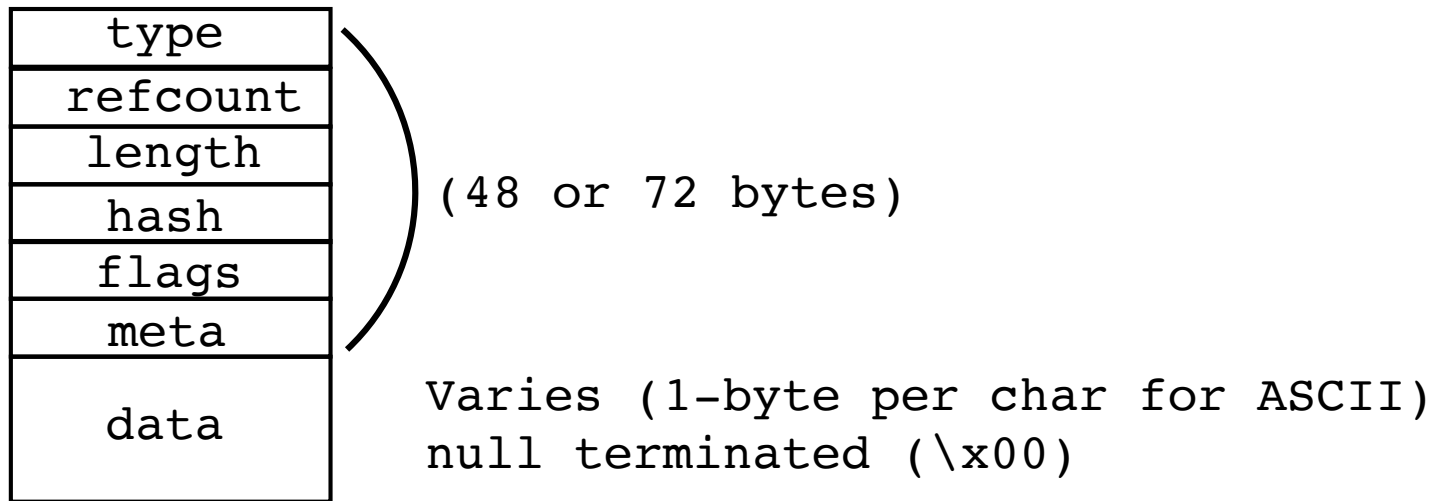 type
refcount
length
hash
flags
meta
(48 or 72 bytes)
data
Varies (1-byte per char for ASCII)
null terminated (\x00)